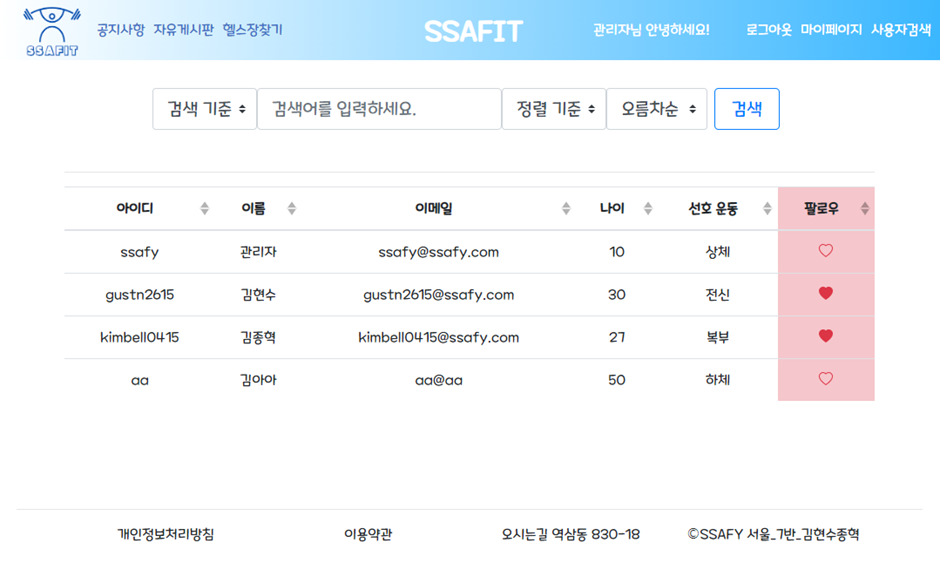 SSAFIT
공지사항 자유게시판 헬스장찾기
SSAFIT
관리자님 안녕하세요!
로그아웃 마이페이지 사용자검색
검색 기준 검색어를 입력하세요. 정렬 기준 오름차순 검색
아이디 이름 이메일 나이 선호 운동 팔로우
ssafy 관리자 ssafy@ssafy.com 10 상체
gustn2615 김현수 gustn2615@ssafy.com 30 전신
kimbell0415 김종혁 kimbell0415@ssafy.com 27 복부
aa 김아아 aa@aa 50 하체
개인정보처리방침 이용약관 오시는길 역삼동 830-18 ©SSAFY 서울_7반_김현수종혁